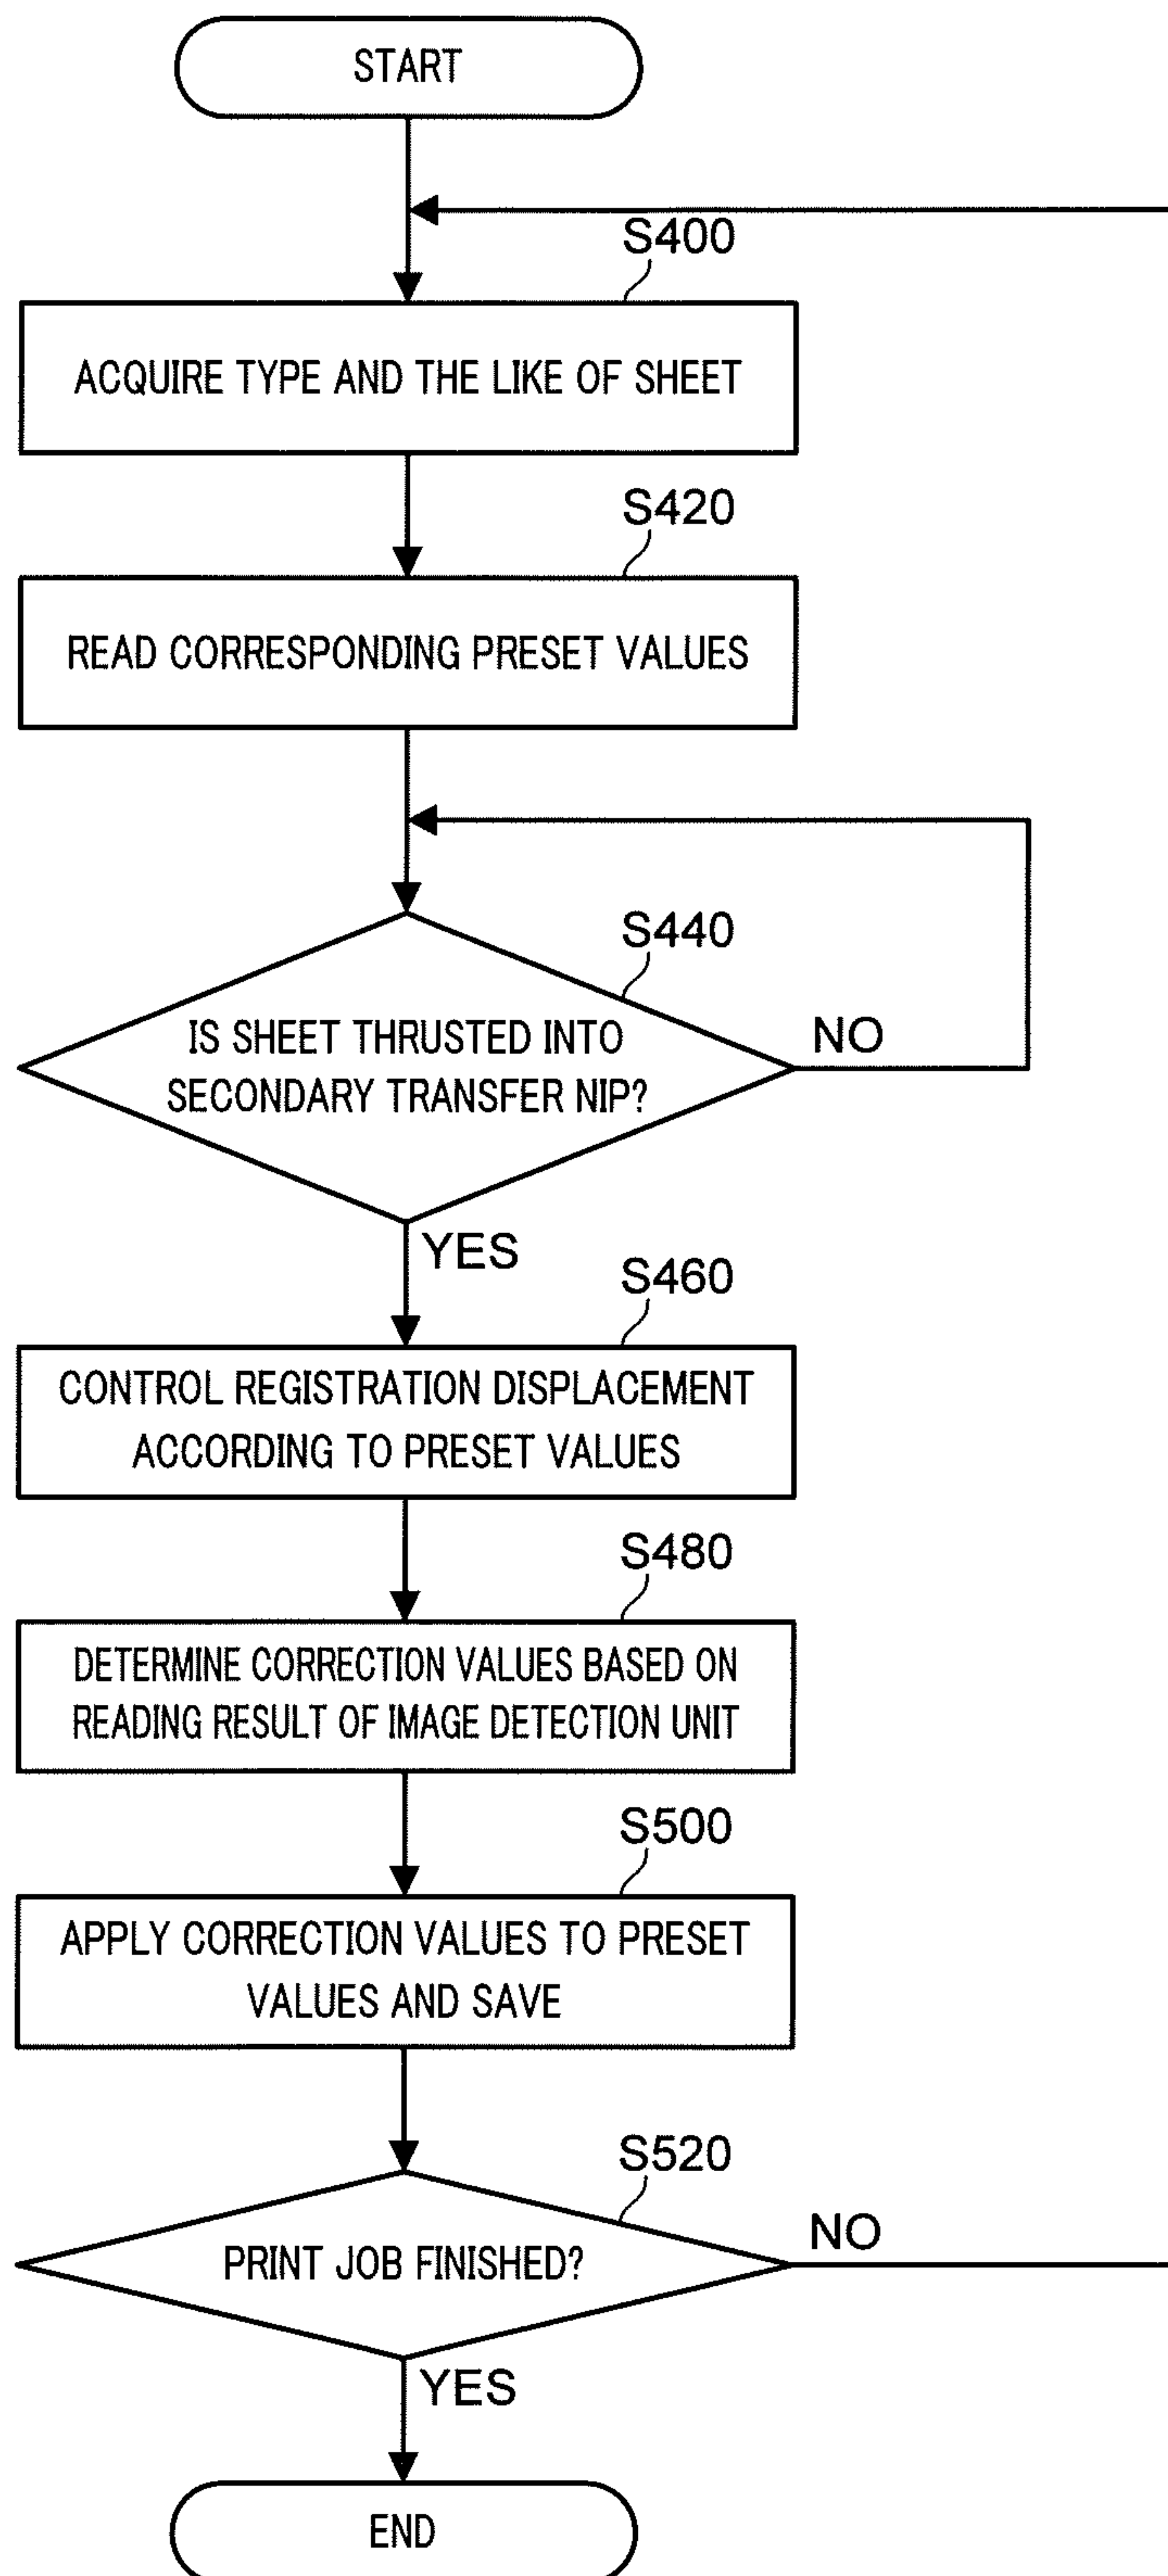 START
S400
ACQUIRE TYPE AND THE LIKE OF SHEET
S420
READ CORRESPONDING PRESET VALUES
S440
IS SHEET THRUSTED INTO
SECONDARY TRANSFER NIP?
NO
YES
S460
CONTROL REGISTRATION DISPLACEMENT
ACCORDING TO PRESET VALUES
S480
DETERMINE CORRECTION VALUES BASED ON
READING RESULT OF IMAGE DETECTION UNIT
S500
APPLY CORRECTION VALUES TO PRESET
VALUES AND SAVE
S520
PRINT JOB FINISHED?
NO
YES
END